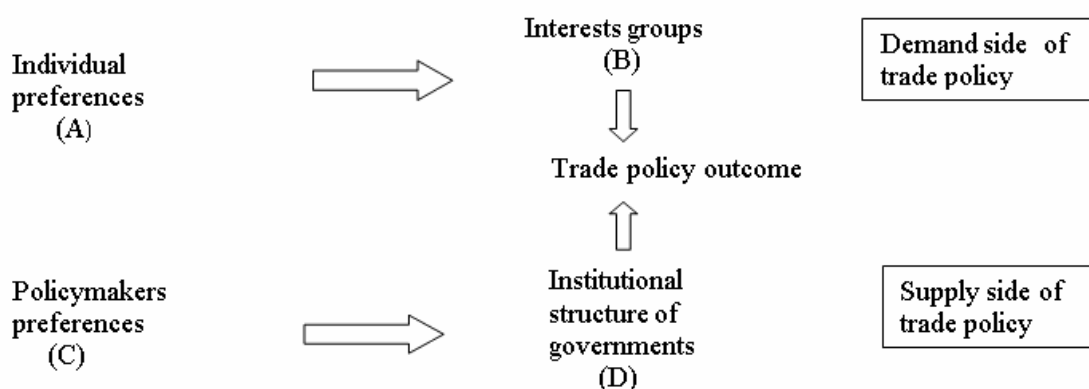 Individual
preferences
(A)
Interests groups
(B)
Demand side of
trade policy
Trade policy outcome
Policymakers
preferences
(C)
Institutional
structure of
governments
(D)
Supply side of
trade policy